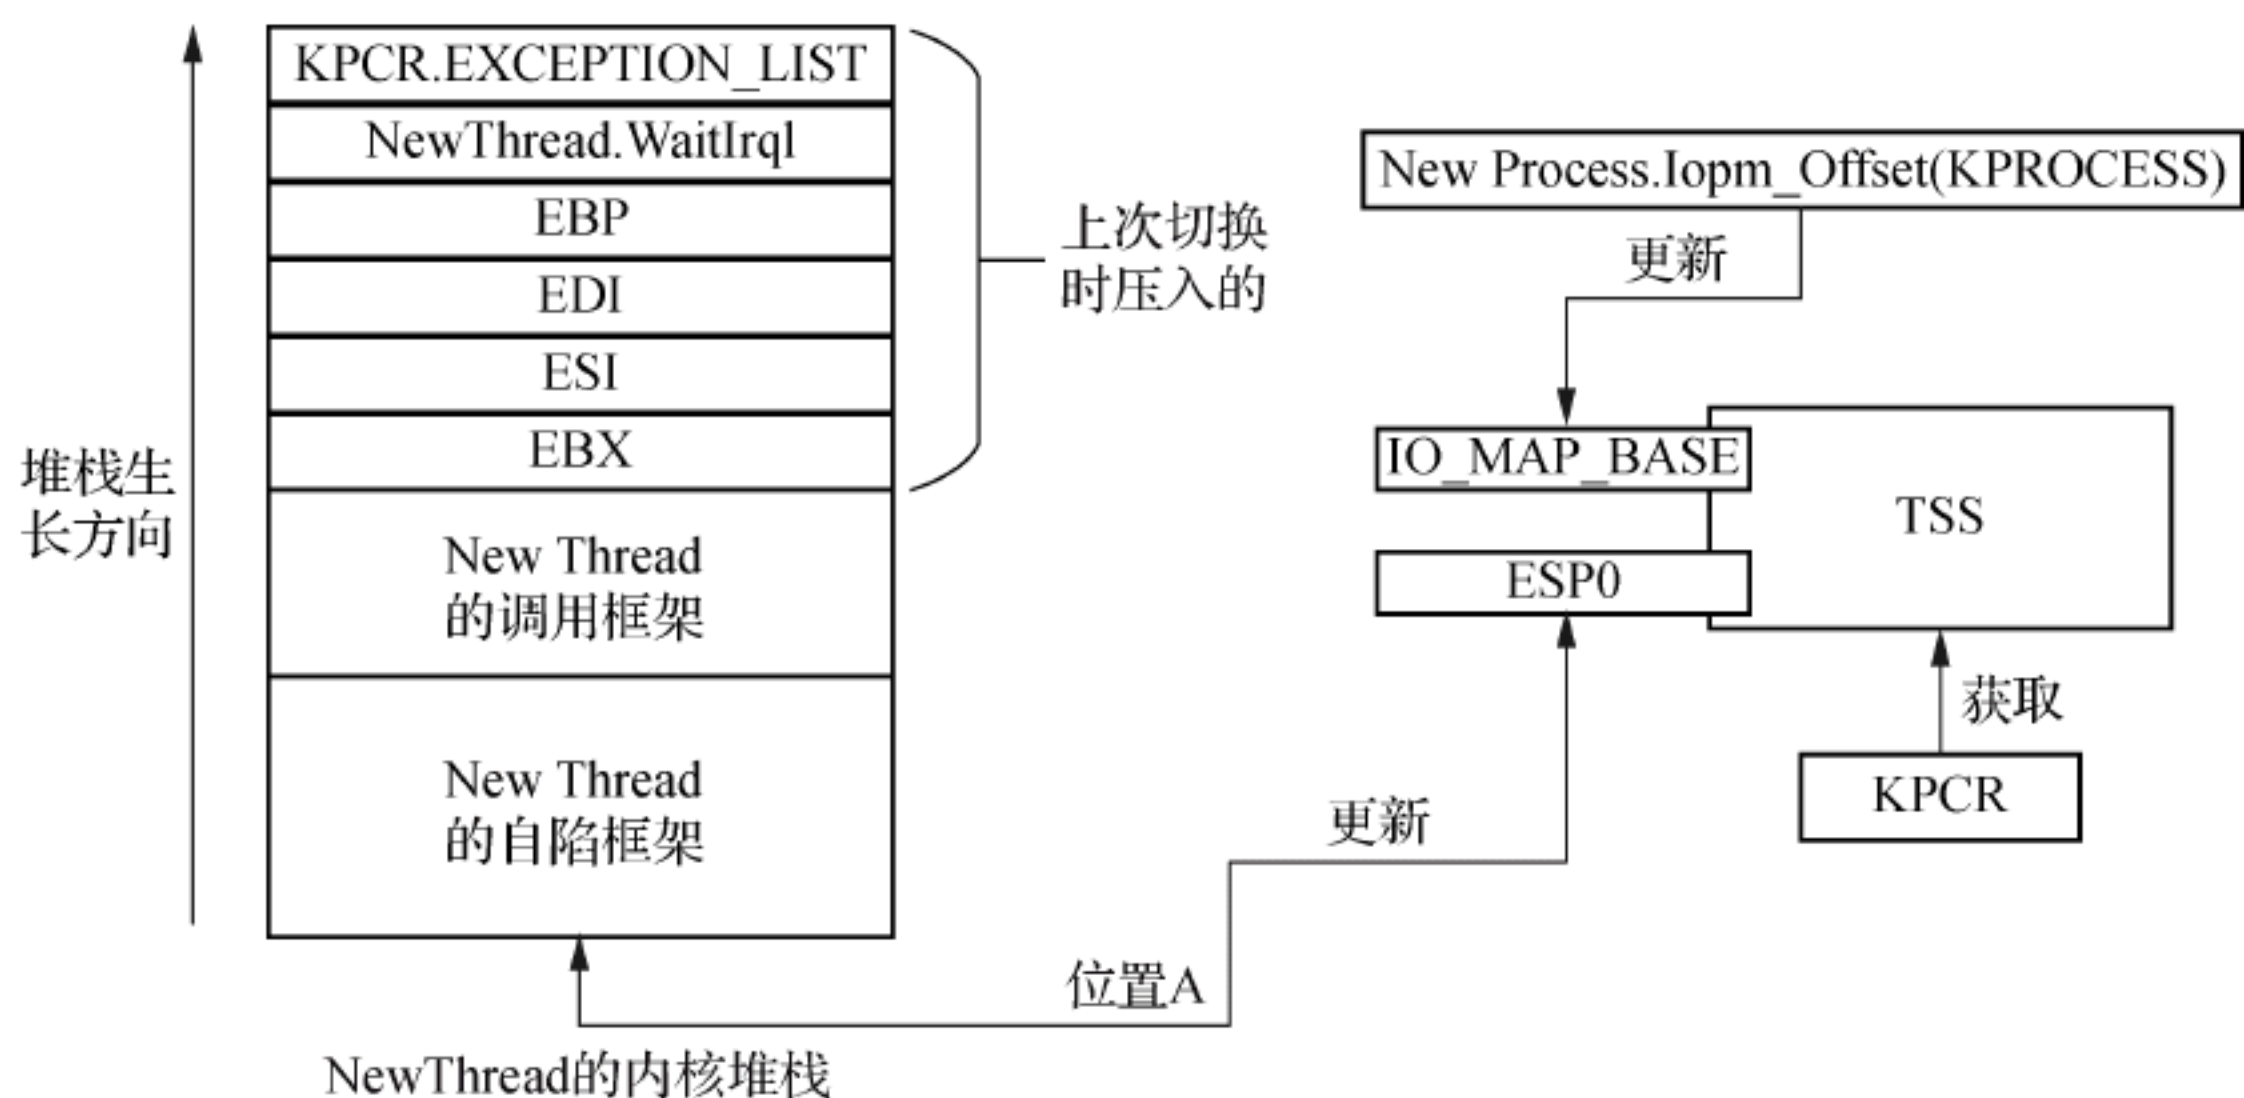 KPCR.EXCEPTION_LIST
NewThread.WaitIrql
EBP
EDI
ESI
EBX
New Thread
的调用框架
New Thread
的自陷框架
堆栈生
长方向
上次切换
时压入的
New Process.Iopm_Offset(KPROCESS)
更新
IO_MAP_BASE
TSS
ESP0
获取
KPCR
更新
位置A
NewThread的内核堆栈